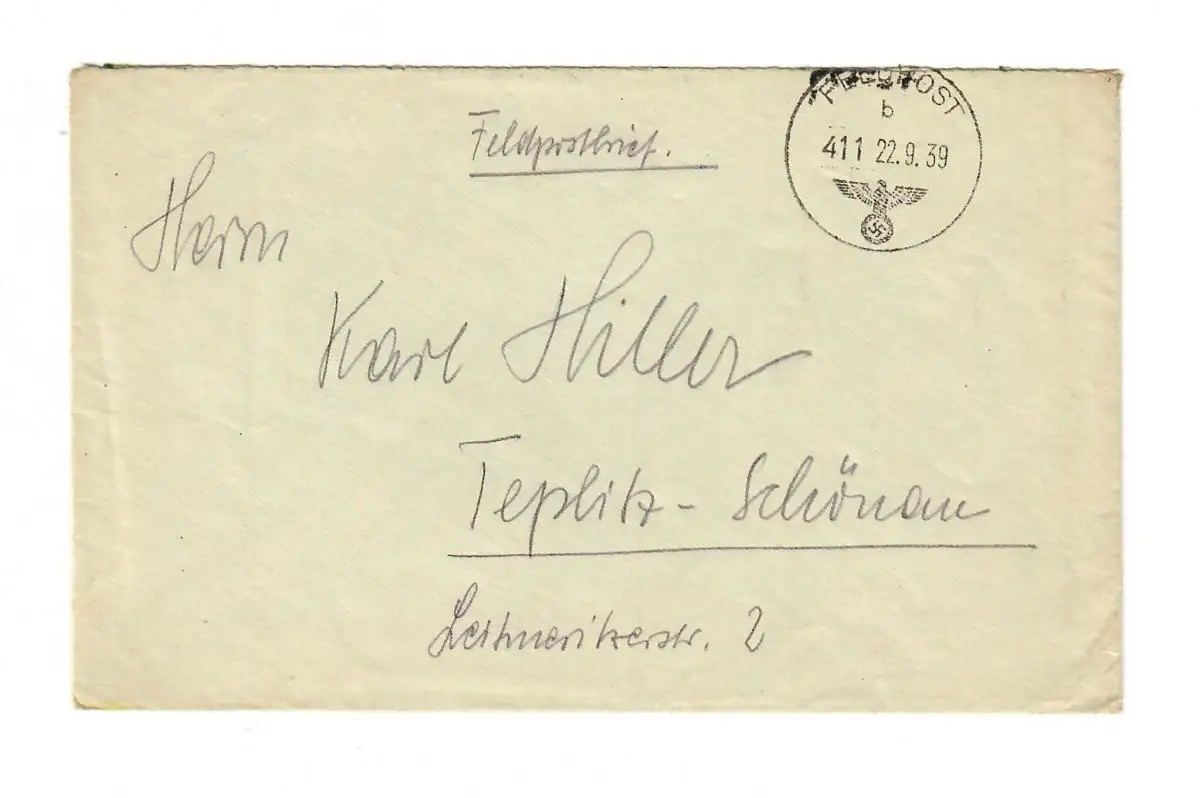 FELDPOST
b
411 22.9.39
Feldpostbrief.
Herrn
Karl Hiller
Teplitz-Schönau
Leitmeritzerstr. 2